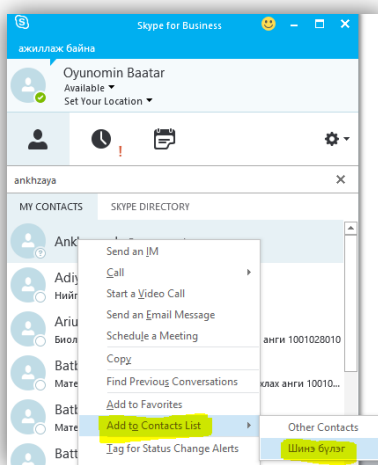 Skype for Business
ажиллаж байна
Oyunomin Baatar
Available
Set Your Location
ankhzaya
MY CONTACTS SKYPE DIRECTORY
Send an IM
Call
Start a Video Call
Send an Email Message
Schedule a Meeting
анги 1001028010
Copy
Find Previous Conversations
Add to Favorites
Add to Contacts List
Other Contacts
Tag for Status Change Alerts
Шинэ бүлэг